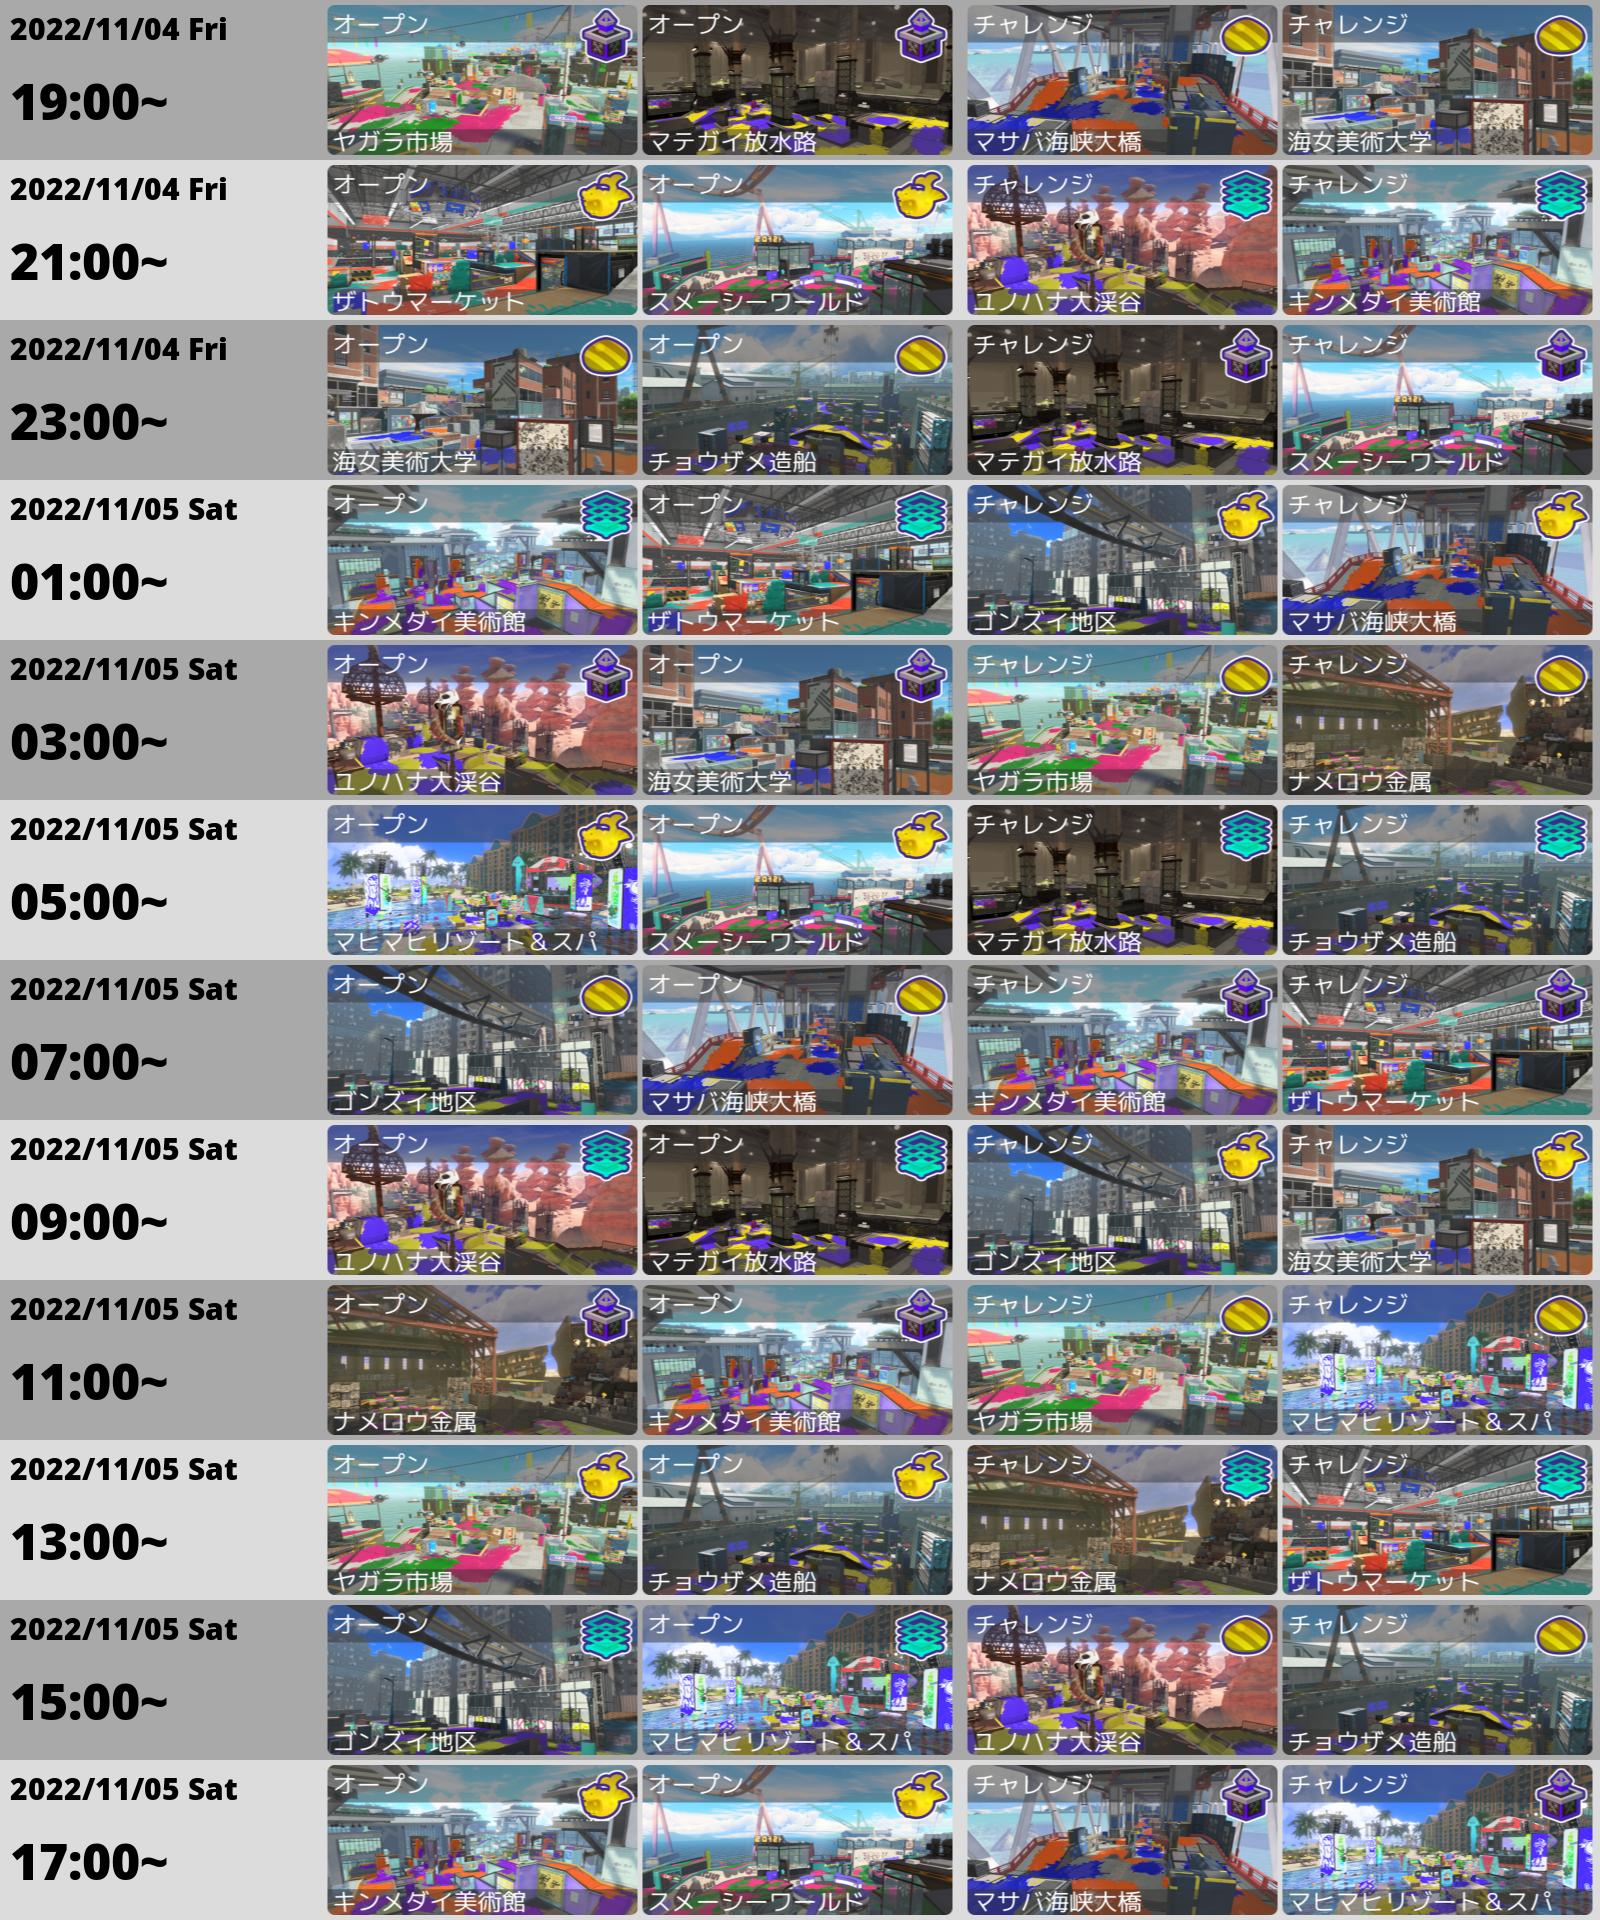 2022/11/04 Fri
19:00~
オープン オープン チャレンジ チャレンジ
ヤガラ市場 マテガイ放水路 マサバ海峡大橋 海女美術大学
2022/11/04 Fri
21:00~
オープン オープン チャレンジ チャレンジ
ザトウマーケット スメーシーワールド ユノハナ大渓谷 キンメダイ美術館
2022/11/04 Fri
23:00~
オープン オープン チャレンジ チャレンジ
海女美術大学 チョウザメ造船 マテガイ放水路 スメーシーワールド
2022/11/05 Sat
01:00~
オープン オープン チャレンジ チャレンジ
キンメダイ美術館 ザトウマーケット ゴンズイ地区 マサバ海峡大橋
2022/11/05 Sat
03:00~
オープン オープン チャレンジ チャレンジ
ユノハナ大渓谷 海女美術大学 ヤガラ市場 ナメロウ金属
2022/11/05 Sat
05:00~
オープン オープン チャレンジ チャレンジ
マヒマヒリゾート＆スパ スメーシーワールド マテガイ放水路 チョウザメ造船
2022/11/05 Sat
07:00~
オープン オープン チャレンジ チャレンジ
ゴンズイ地区 マサバ海峡大橋 キンメダイ美術館 ザトウマーケット
2022/11/05 Sat
09:00~
オープン オープン チャレンジ チャレンジ
ユノハナ大渓谷 マテガイ放水路 ゴンズイ地区 海女美術大学
2022/11/05 Sat
11:00~
オープン オープン チャレンジ チャレンジ
ナメロウ金属 キンメダイ美術館 ヤガラ市場 マヒマヒリゾート＆スパ
2022/11/05 Sat
13:00~
オープン オープン チャレンジ チャレンジ
ヤガラ市場 チョウザメ造船 ナメロウ金属 ザトウマーケット
2022/11/05 Sat
15:00~
オープン オープン チャレンジ チャレンジ
ゴンズイ地区 マヒマヒリゾート＆スパ ユノハナ大渓谷 チョウザメ造船
2022/11/05 Sat
17:00~
オープン オープン チャレンジ チャレンジ
キンメダイ美術館 スメーシーワールド マサバ海峡大橋 マヒマヒリゾート＆スパ